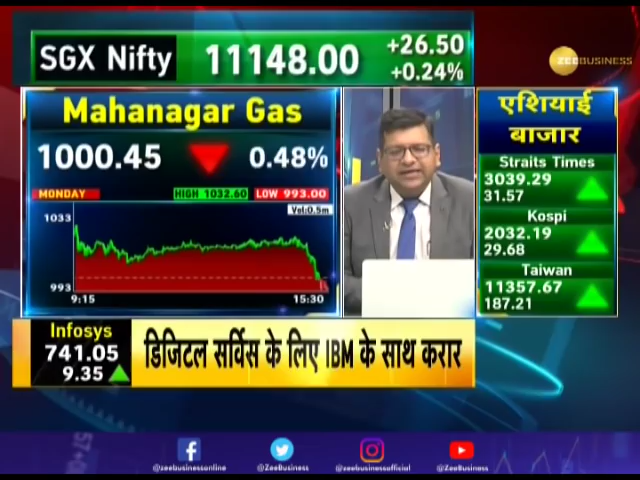 SGX Nifty 11148.00 +26.50
+0.24%
ZEEBUSINESS
Mahanagar Gas
1000.45 0.48%
MONDAY HIGH 1032.60 LOW 993.00
Vol:0.5m
1033
993
9:15 15:30
एशियाई
बाजार
Straits Times
3039.29
31.57
Kospi
2032.19
29.68
Taiwan
11357.67
187.21
Infosys
741.05
9.35
डिजिटल सर्विस के लिए IBM के साथ करार
@zeebusinessonline @ZeeBusiness @zeebusinessofficial @ZeeBusiness